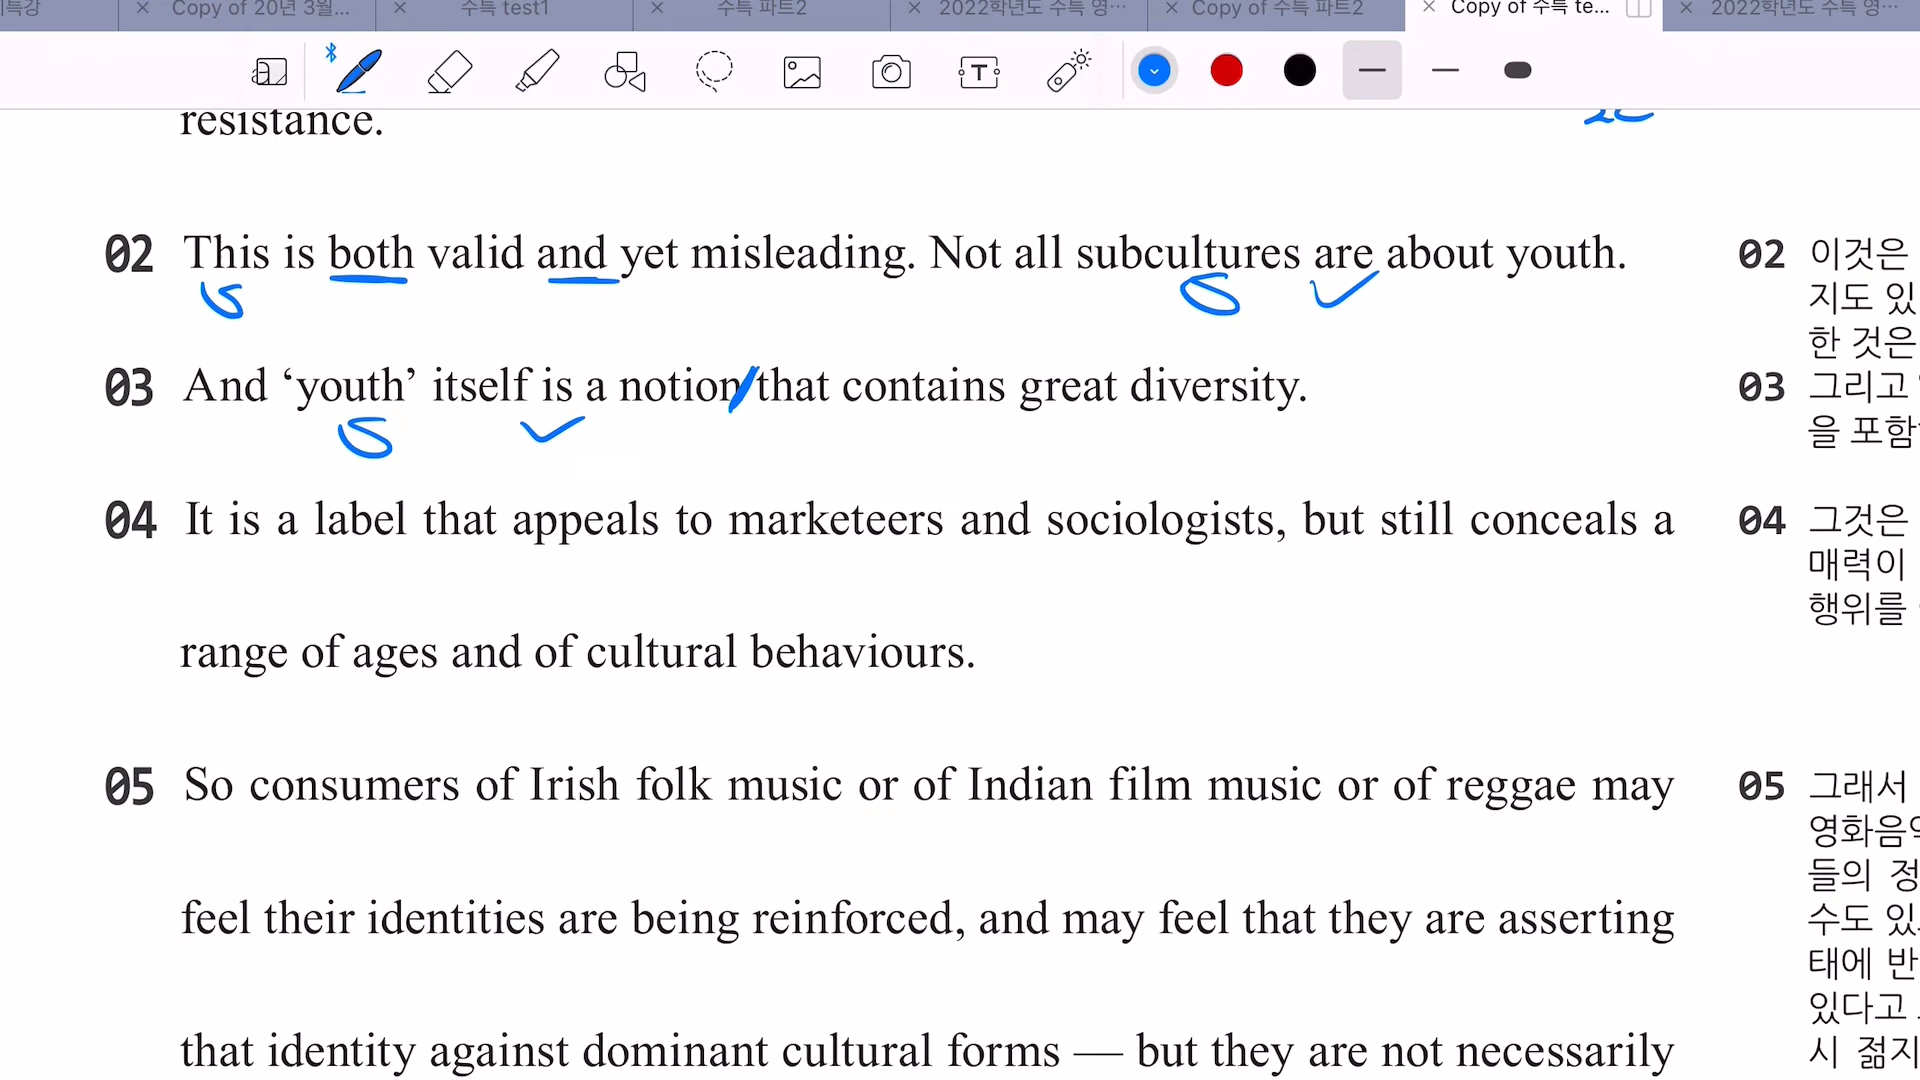 특강
Copy of 20년 3월...
수특 test1
수특 파트2
2022학년도 수특 영...
Copy of 수특 파트2
Copy of 수특 te...
2022학년도 수특 영...
resistance.
02 This is both valid and yet misleading. Not all subcultures are about youth.
S S
03 And ‘youth’ itself is a notion that contains great diversity.
S
04 It is a label that appeals to marketeers and sociologists, but still conceals a
range of ages and of cultural behaviours.
05 So consumers of Irish folk music or of Indian film music or of reggae may
feel their identities are being reinforced, and may feel that they are asserting
that identity against dominant cultural forms — but they are not necessarily
02 이것은
지도 있
한 것은
03 그리고 '
을 포함
04 그것은
매력이
행위를
05 그래서
영화음악
들의 정
수도 있
태에 반
있다고
시 젊지